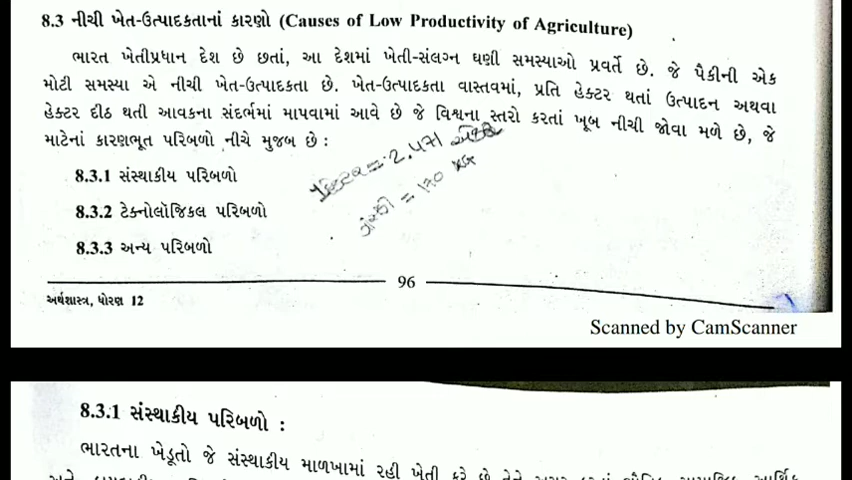 8.3 નીચી ખેત-ઉત્પાદકતાનાં કારણો (Causes of Low Productivity of Agriculture)
ભારત ખેતીપ્રધાન દેશ છે છતાં, આ દેશમાં ખેતી-સંલગ્ન ઘણી સમસ્યાઓ પ્રવર્તે છે. જે પૈકીની એક
મોટી સમસ્યા એ નીચી ખેત-ઉત્પાદકતા છે. ખેત-ઉત્પાદકતા વાસ્તવમાં, પ્રતિ હેક્ટર થતાં ઉત્પાદન અથવા
હેક્ટર દીઠ થતી આવકના સંદર્ભમાં માપવામાં આવે છે જે વિશ્વના સ્તરો કરતાં ખૂબ નીચી જોવા મળે છે, જે
માટેનાં કારણભૂત પરિબળો નીચે મુજબ છે :
= 2.471
= 170 KG
8.3.1 સંસ્થાકીય પરિબળો
8.3.2 ટેક્નોલૉજિકલ પરિબળો
8.3.3 અન્ય પરિબળો
96
અર્થશાસ્ત્ર, ધોરણ 12
Scanned by CamScanner
8.3.1 સંસ્થાકીય પરિબળો :
ભારતના ખેડૂતો જે સંસ્થાકીય માળખામાં રહી ખેતી કરે છે તેને